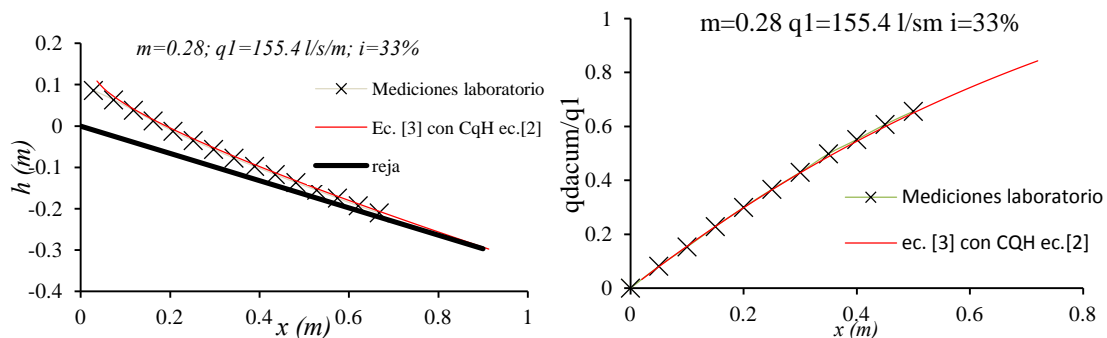 m=0.28; q1=155.4 l/s/m; i=33%
h (m)
0.2
0.1
0
-0.1
-0.2
-0.3
-0.4
Mediciones laboratorio
Ec. [3] con CqH ec.[2]
reja
0 0.2 0.4 0.6 0.8 1
x (m)
m=0.28 q1=155.4 l/sm i=33%
qdacum/q1
1
0.8
0.6
0.4
0.2
0
Mediciones laboratorio
ec. [3] con CQH ec.[2]
0 0.2 0.4 0.6 0.8
x (m)